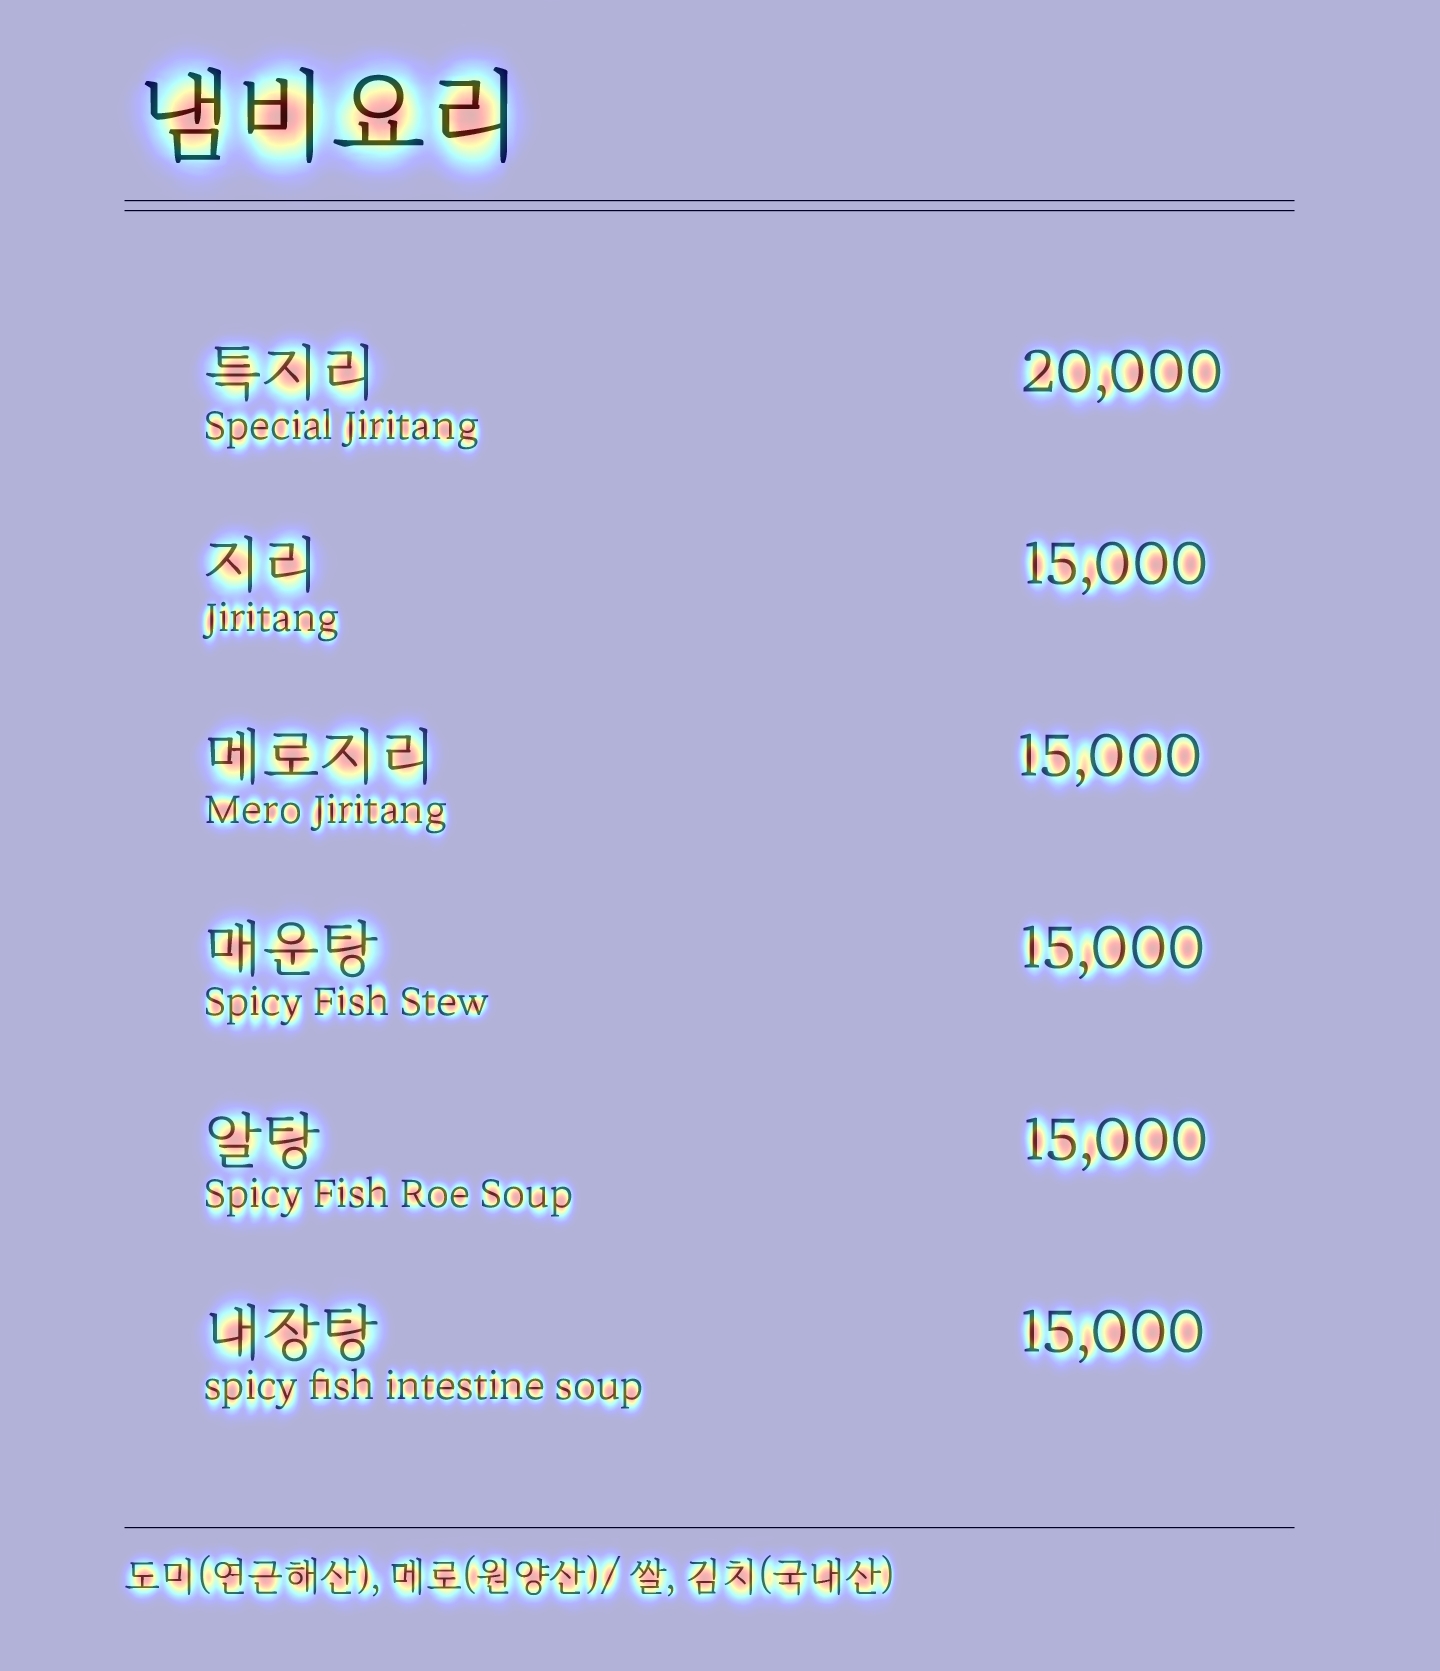 냄비요리
특지리 20,000
Special Jiritang
지리 15,000
Jiritang
메로지리 15,000
Mero Jiritang
매운탕 15,000
Spicy Fish Stew
알탕 15,000
Spicy Fish Roe Soup
내장탕 15,000
spicy fish intestine soup
도미(연근해산), 메로(원양산)/ 쌀, 김치(국내산)